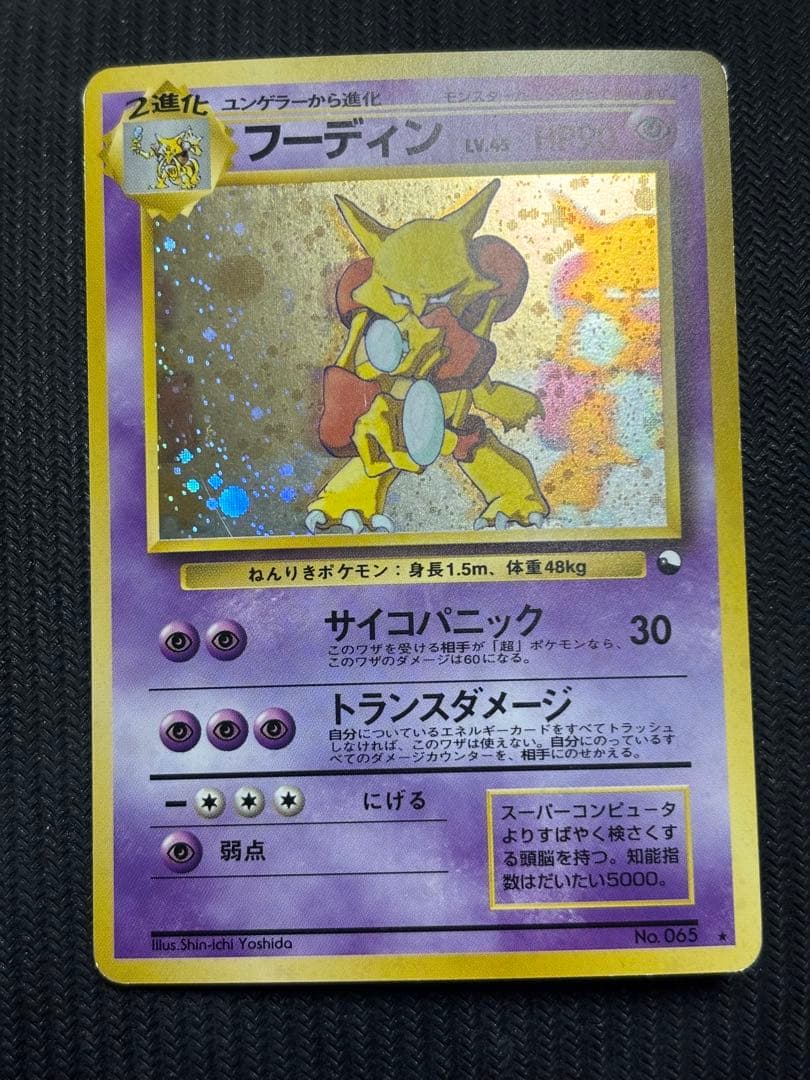 2進化 ユンゲラーから進化
フーディン LV.45 HP90
ねんりきポケモン：身長1.5m、体重48kg
サイコパニック 30
このワザを受ける相手が「超」ポケモンなら、
このワザのダメージは60になる。
トランスダメージ
自分についているエネルギーカードをすべてトラッシュ
しなければ、このワザは使えない。自分にのっているす
べてのダメージカウンターを、相手にのせかえる。
にげる
弱点
スーパーコンピュータ
よりすばやく検さくす
る頭脳を持つ。知能指
数はだいたい5000。
Illus.Shin-ichi Yoshida
No.065